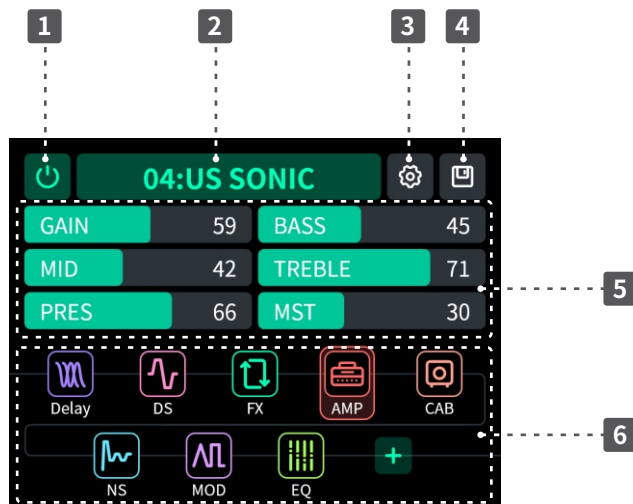 1 2 3 4
04:US SONIC
GAIN 59 BASS 45
MID 42 TREBLE 71
5
PRES 66 MST 30
Delay DS FX AMP CAB
6
NS MOD EQ